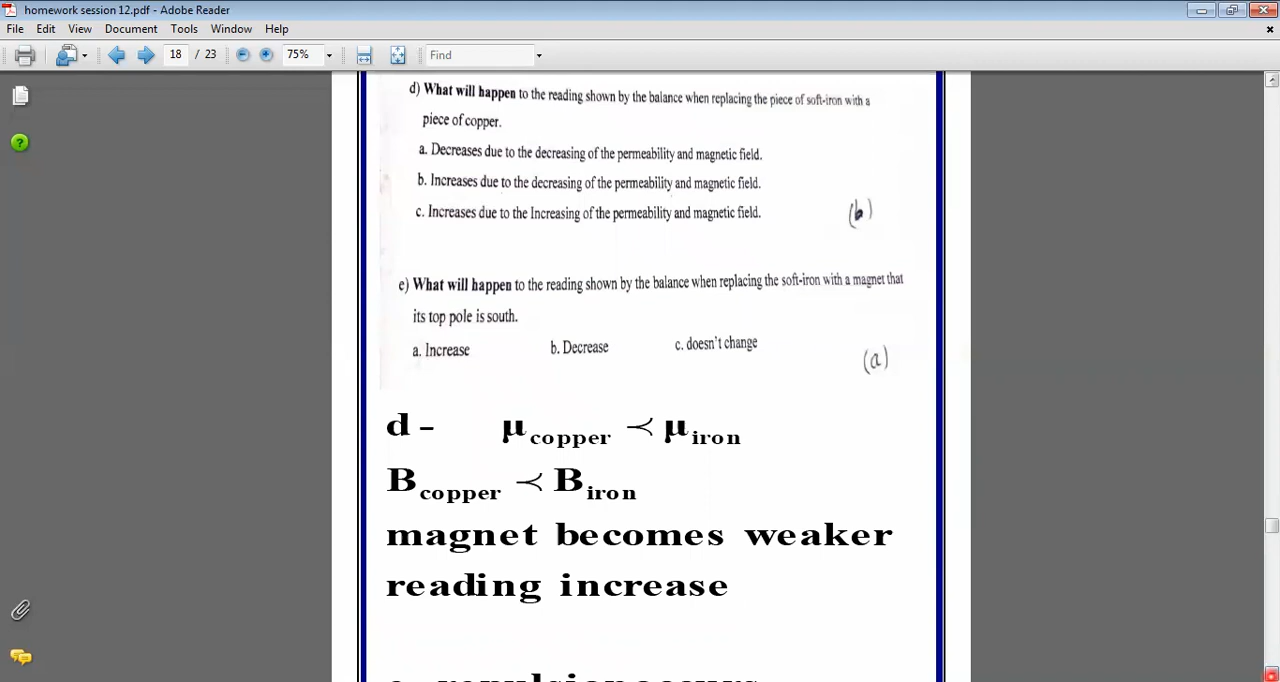 homework session 12.pdf - Adobe Reader
File Edit View Document Tools Window Help
18 / 23 75% Find
d) What will happen to the reading shown by the balance when replacing the piece of soft-iron with a
piece of copper.
a. Decreases due to the decreasing of the permeability and magnetic field.
b. Increases due to the decreasing of the permeability and magnetic field.
c. Increases due to the Increasing of the permeability and magnetic field.
(b)
e) What will happen to the reading shown by the balance when replacing the soft-iron with a magnet that
its top pole is south.
a. Increase b. Decrease c. doesn't change
(a)
d - μcopper ≺ μiron
Bcopper ≺ Biron
magnet becomes weaker
reading increase